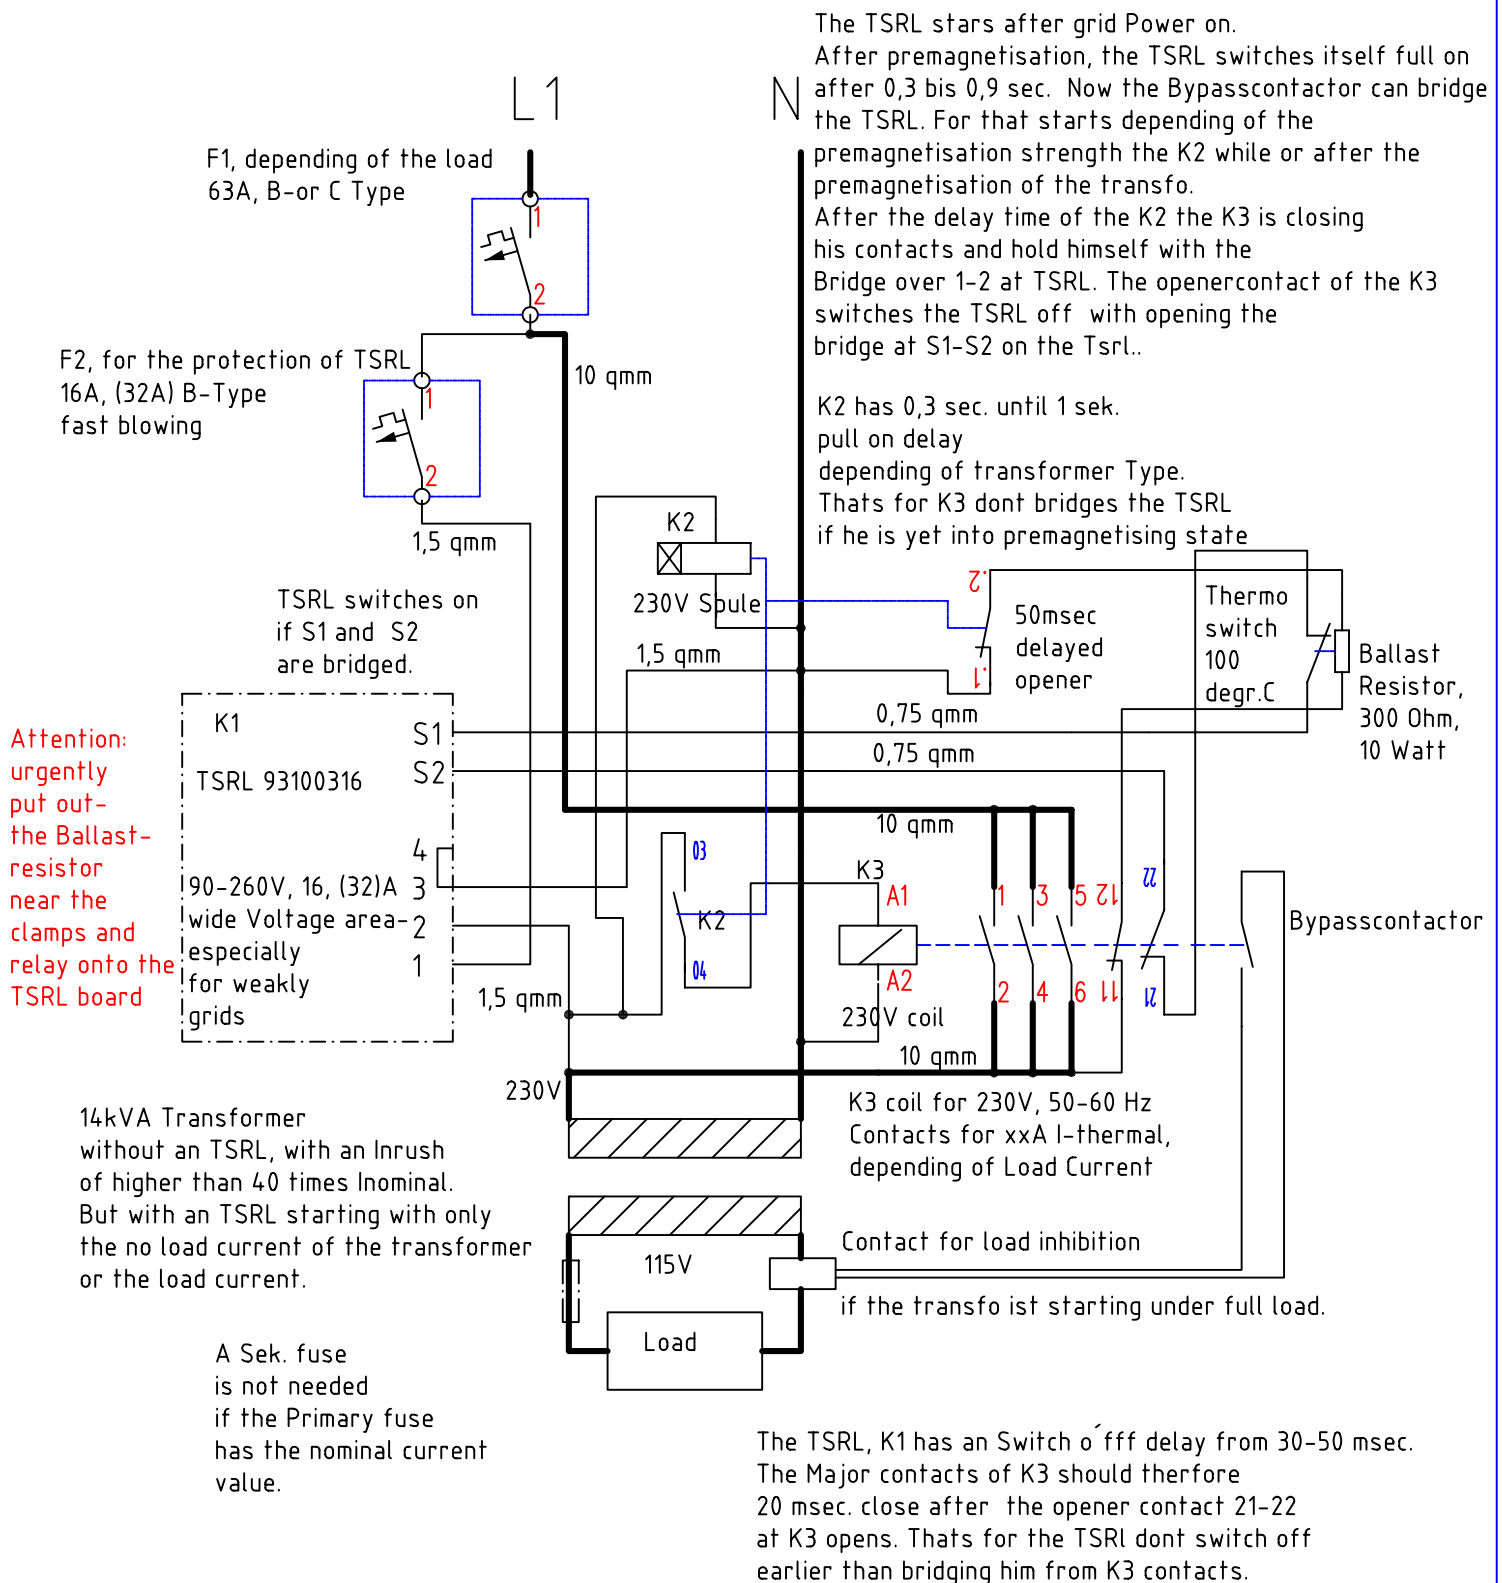 The TSRL stars after grid Power on.
After premagnetisation, the TSRL switches itself full on
after 0,3 bis 0,9 sec. Now the Bypasscontactor can bridge
the TSRL. For that starts depending of the
premagnetisation strength the K2 while or after the
premagnetisation of the transfo.
After the delay time of the K2 the K3 is closing
his contacts and hold himself with the
Bridge over 1-2 at TSRL. The openercontact of the K3
switches the TSRL off with opening the
bridge at S1-S2 on the Tsrl..
L1
N
F1, depending of the load
63A, B-or C Type
1
2
F2, for the protection of TSRL
16A, (32A) B-Type
fast blowing
1
2
10 qmm
1,5 qmm
K2 has 0,3 sec. until 1 sek.
pull on delay
depending of transformer Type.
Thats for K3 dont bridges the TSRL
if he is yet into premagnetising state
K2
230V Spule
1,5 qmm
.2
.1
50msec
delayed
opener
Thermo
switch
100
degr.C
Ballast
Resistor,
300 Ohm,
10 Watt
TSRL switches on
if S1 and S2
are bridged.
0,75 qmm
0,75 qmm
Attention:
urgently
put out-
the Ballast-
resistor
near the
clamps and
relay onto the
TSRL board
K1
TSRL 93100316
S1
S2
4
3
2
1
90-260V, 16, (32)A
wide Voltage area-
especially
for weakly
grids
10 qmm
03
K2
04
K3
A1
A2
230V coil
1
3
5
12
22
2
4
6
11
21
Bypasscontactor
1,5 qmm
10 qmm
230V
K3 coil for 230V, 50-60 Hz
Contacts for xxA I-thermal,
depending of Load Current
14kVA Transformer
without an TSRL, with an Inrush
of higher than 40 times Inominal.
But with an TSRL starting with only
the no load current of the transformer
or the load current.
115V
Contact for load inhibition
if the transfo ist starting under full load.
Load
A Sek. fuse
is not needed
if the Primary fuse
has the nominal current
value.
The TSRL, K1 has an Switch o´fff delay from 30-50 msec.
The Major contacts of K3 should therfore
20 msec. close after the opener contact 21-22
at K3 opens. Thats for the TSRl dont switch off
earlier than bridging him from K3 contacts.